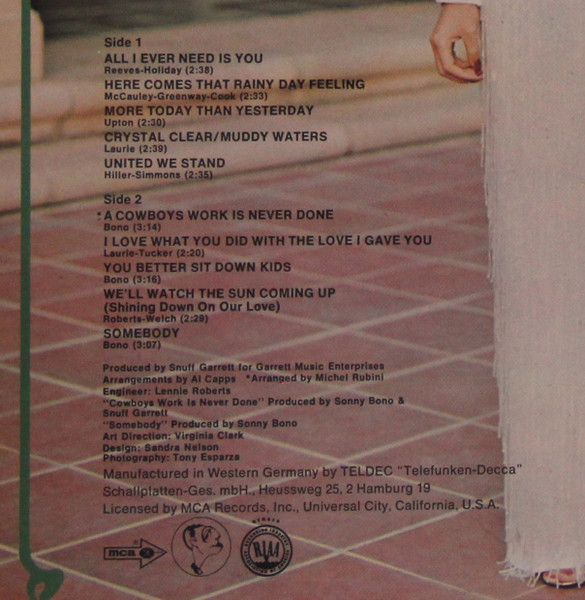 Side 1
ALL I EVER NEED IS YOU
Reeves-Holiday (2:38)
HERE COMES THAT RAINY DAY FEELING
McCauley-Greenway-Cook (2:33)
MORE TODAY THAN YESTERDAY
Upton (2:30)
CRYSTAL CLEAR/MUDDY WATERS
Laurie (2:39)
UNITED WE STAND
Hiller-Simmons (2:35)
Side 2
*A COWBOYS WORK IS NEVER DONE
Bono (3:14)
I LOVE WHAT YOU DID WITH THE LOVE I GAVE YOU
Laurie-Tucker (2:20)
YOU BETTER SIT DOWN KIDS
Bono (3:16)
WE'LL WATCH THE SUN COMING UP
(Shining Down On Our Love)
Roberts-Welch (2:29)
SOMEBODY
Bono (3:07)
Produced by Snuff Garrett for Garrett Music Enterprises
Arrangements by Al Capps *Arranged by Michel Rubini
Engineer: Lennie Roberts
"Cowboys Work Is Never Done" Produced by Sonny Bono &
Snuff Garrett
"Somebody" Produced by Sonny Bono
Art Direction: Virginia Clark
Design: Sandra Nelson
Photography: Tony Esparza
Manufactured in Western Germany by TELDEC "Telefunken-Decca"
Schallplatten-Ges. mbH., Heussweg 25, 2 Hamburg 19
Licensed by MCA Records, Inc., Universal City, California, U.S.A.
mca
RIAA